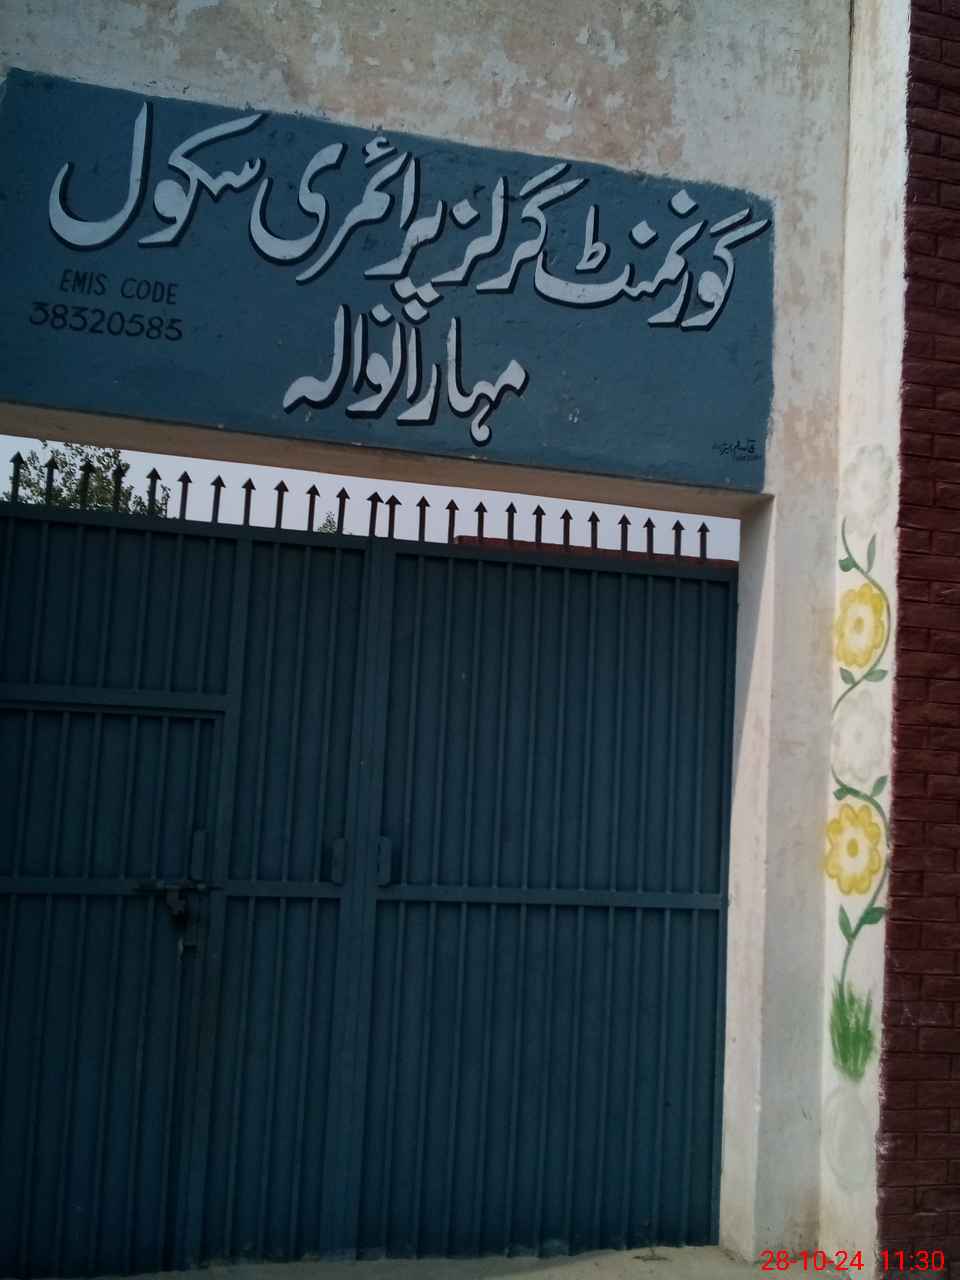 گورنمنٹ گرلز پرائمری سکول
مہارانوالہ
EMIS CODE
38320585
28-10-24 11:30